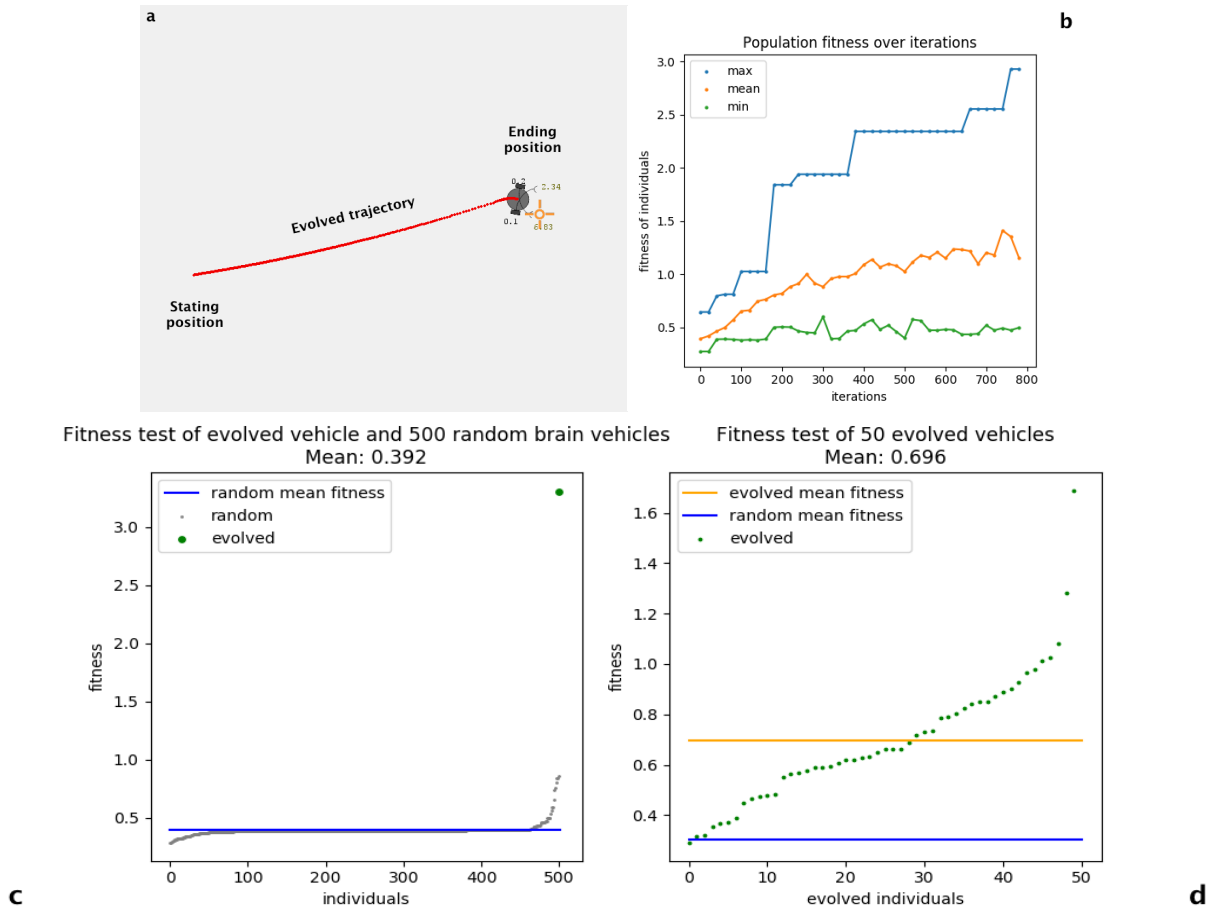 a
Ending
position
0.2
2.34
0.1
6.83
Evolved trajectory
Stating
position
b
Population fitness over iterations
max
mean
min
fitness of individuals
3.0
2.5
2.0
1.5
1.0
0.5
0 100 200 300 400 500 600 700 800
iterations
Fitness test of evolved vehicle and 500 random brain vehicles
Mean: 0.392
random mean fitness
random
evolved
fitness
3.0
2.5
2.0
1.5
1.0
0.5
0 100 200 300 400 500
individuals
c
Fitness test of 50 evolved vehicles
Mean: 0.696
evolved mean fitness
random mean fitness
evolved
fitness
1.6
1.4
1.2
1.0
0.8
0.6
0.4
0 10 20 30 40 50
evolved individuals
d